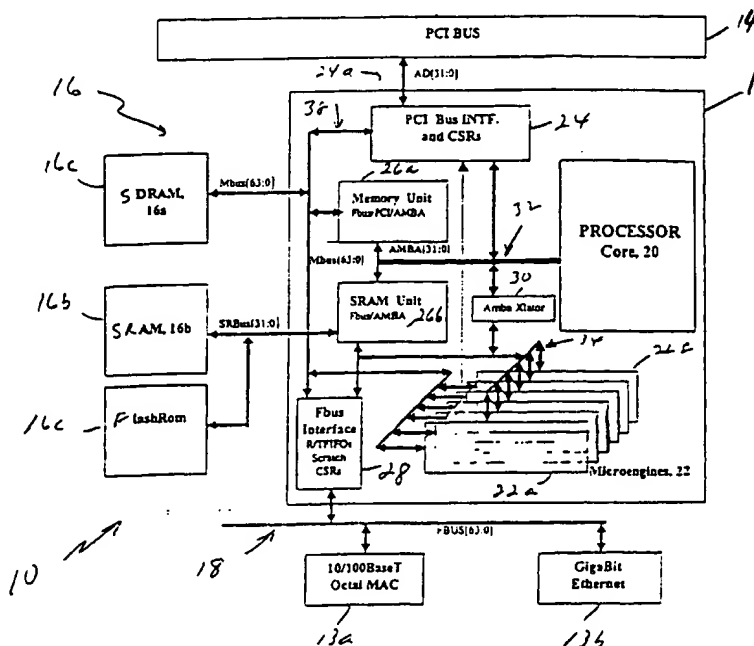 PCI BUS
14
24a
AD[31:0]
16
38
PCI Bus INTF.
and CSRs
24
16c
SDRAM,
16a
Mbus(63:0)
26a
Memory Unit
Fbus/PCI/AMBA
32
PROCESSOR
Core, 20
Mbus(63:0)
AMBA(31:0)
30
Amba Xlator
16b
SRAM, 16b
SRBus(31:0)
SRAM Unit
Fbus/AMBA
26b
34
16c
FlashRom
Fbus
Interface
R/TFIFOs
Scratch
CSRs
28
22a
Microengines, 22
10
18
FBUS[63:0]
10/100BaseT
Octal MAC
GigaBit
Ethernet
13a
13b